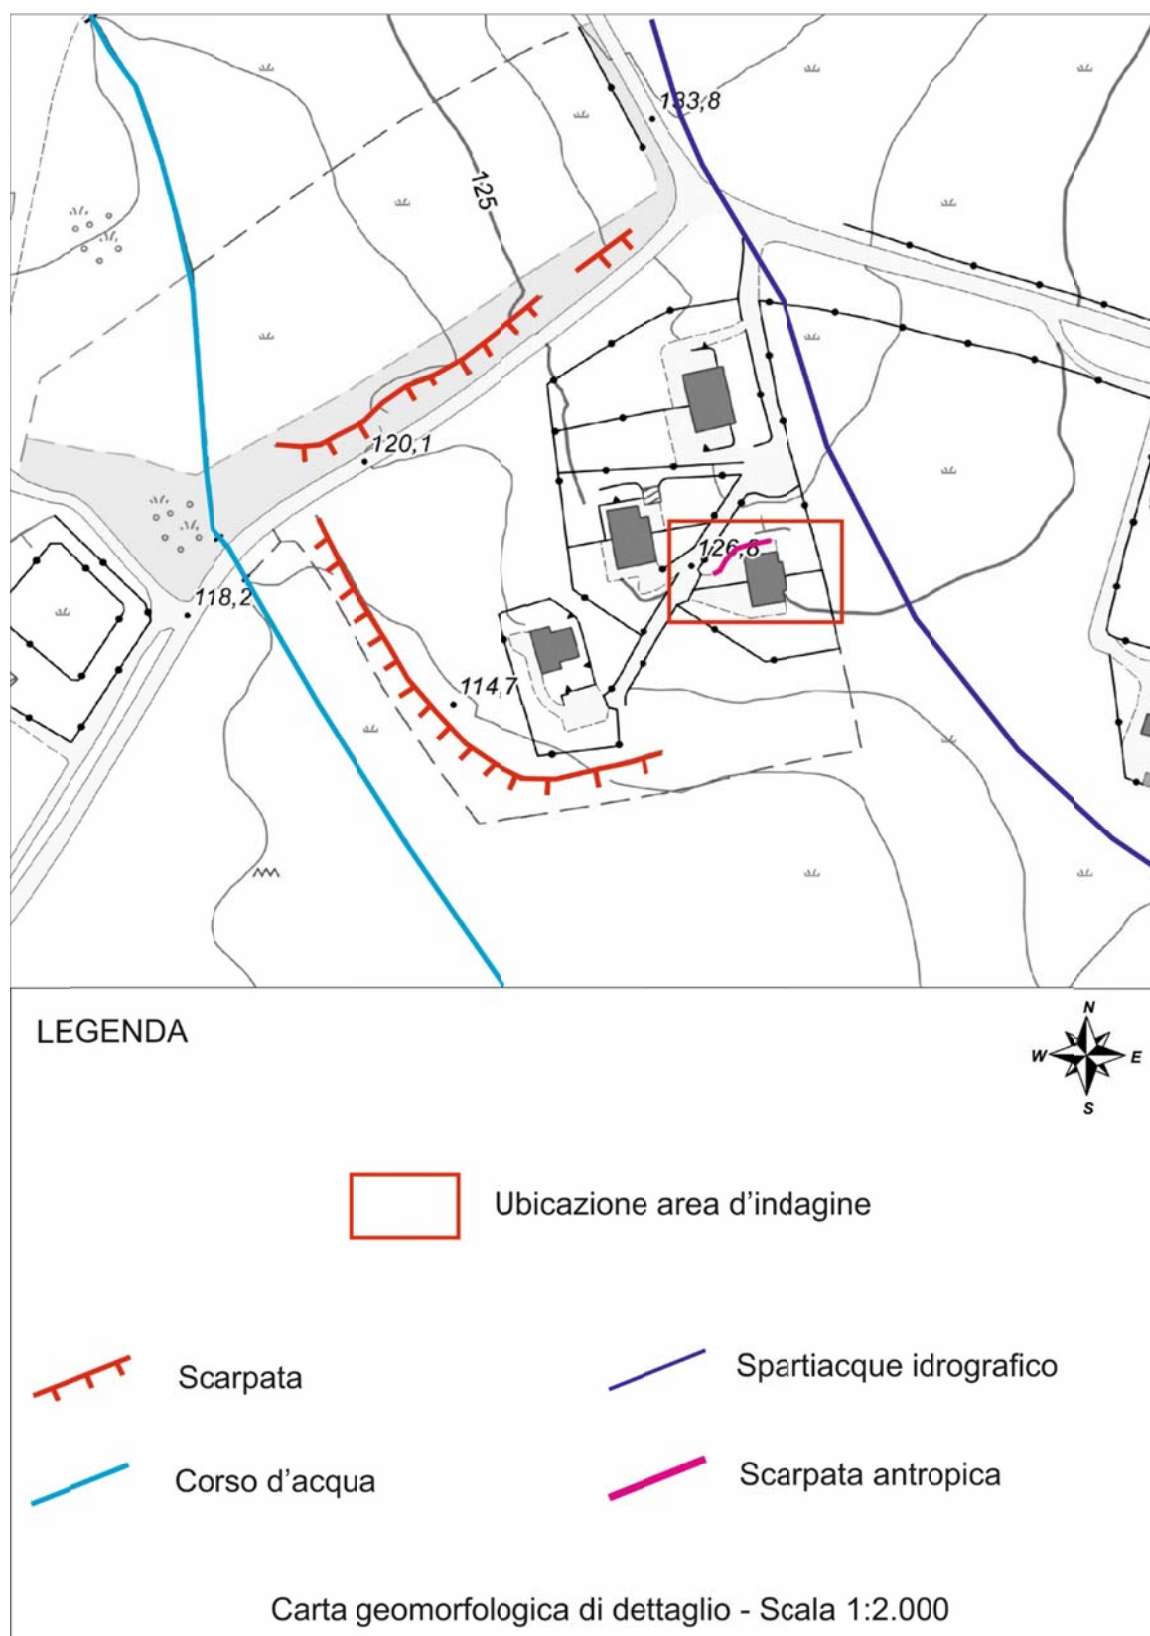 133,8
125
120,1
126,8
118,2
114,7
LEGENDA
N
W E
S
Ubicazione area d'indagine
Scarpata
Spartiacque idrografico
Corso d'acqua
Scarpata antropica
Carta geomorfologica di dettaglio - Scala 1:2.000